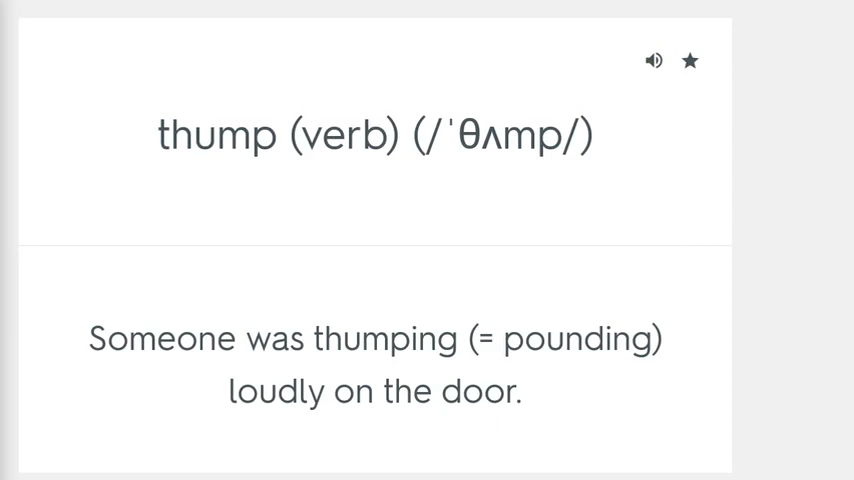 thump (verb) (/ˈθʌmp/)
Someone was thumping (= pounding)
loudly on the door.